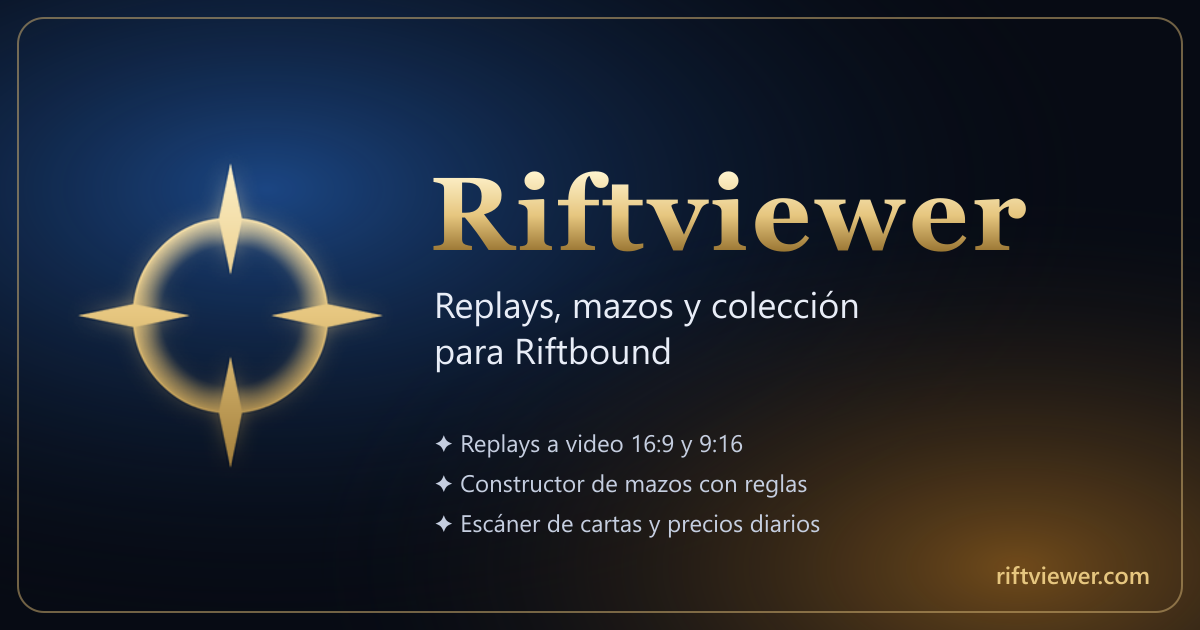 Riftviewer
Replays, mazos y colección
para Riftbound
✦ Replays a video 16:9 y 9:16
✦ Constructor de mazos con reglas
✦ Escáner de cartas y precios diarios
riftviewer.com